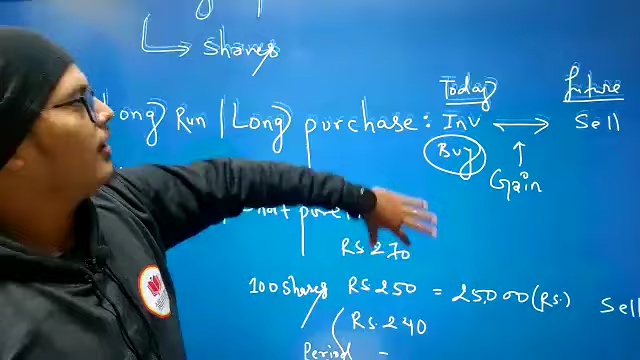 Shares
Today future
Long Run | Long purchase : Inv ⟷ Sell
Buy
Gain
Rs 270
100 Shares Rs 250 = 25,000 (Rs.) Sell
Rs 240
Period -